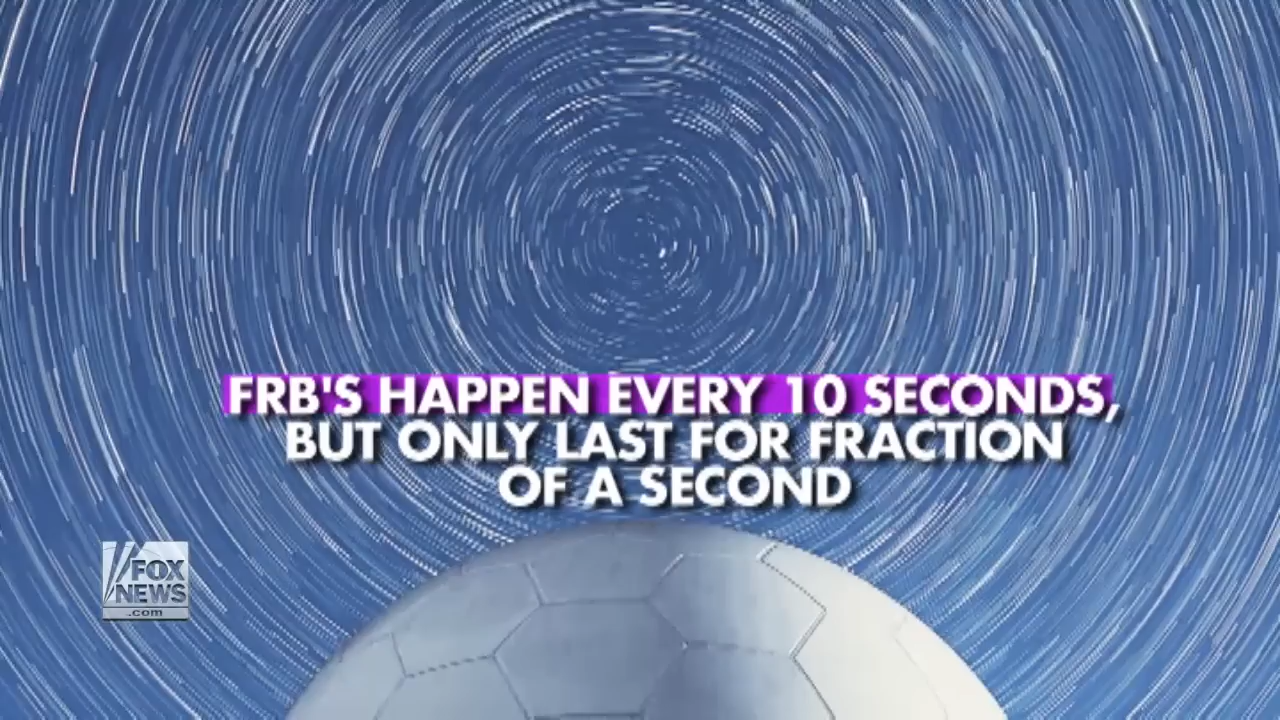 FRB'S HAPPEN EVERY 10 SECONDS,
BUT ONLY LAST FOR FRACTION
OF A SECOND
FOX
NEWS
.com